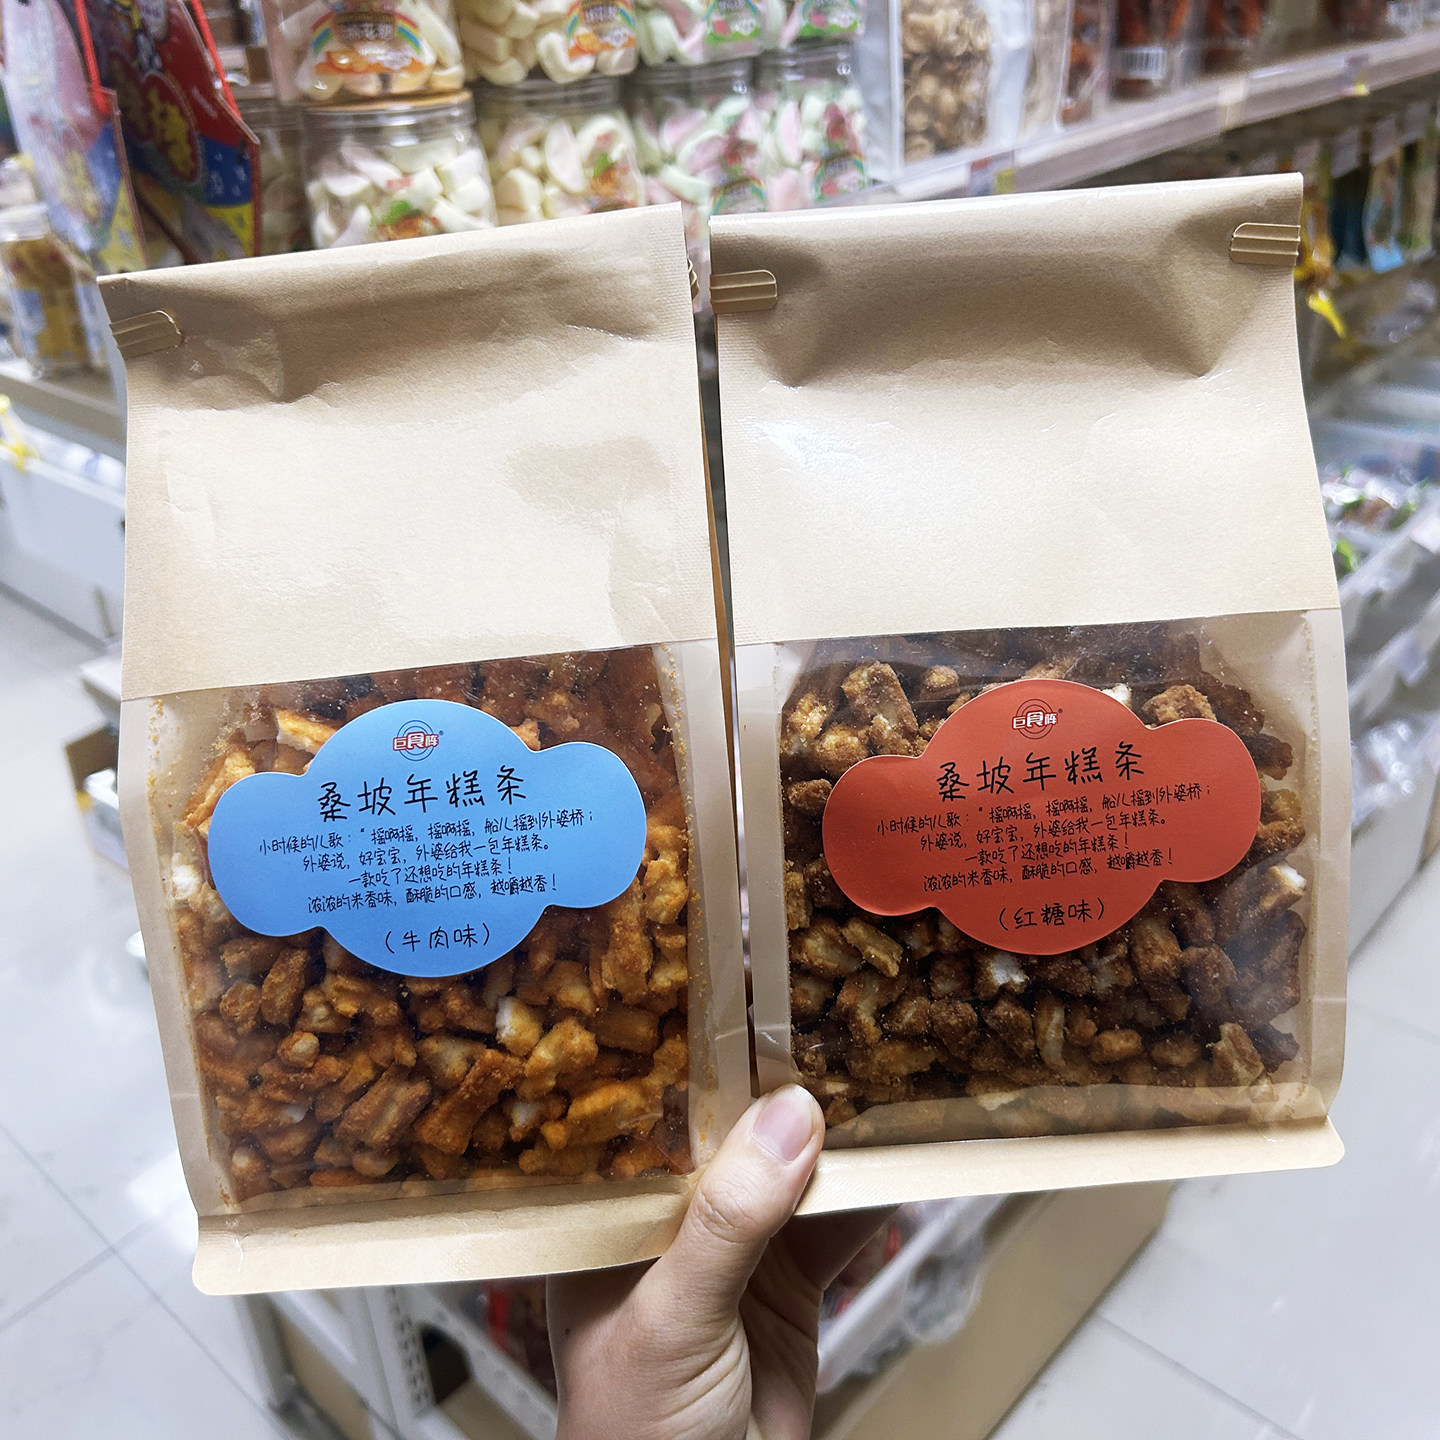 巨食阵®
桑坡年糕条
小时候的儿歌：“摇啊摇，摇啊摇，船儿摇到外婆桥；
外婆说，好宝宝，外婆给我一包年糕条。
一款吃了还想吃的年糕条！
浓浓的米香味，酥脆的口感，越嚼越香！
（牛肉味）
巨食阵®
桑坡年糕条
小时候的儿歌：“摇啊摇，摇啊摇，船儿摇到外婆桥；
外婆说，好宝宝，外婆给我一包年糕条。
一款吃了还想吃的年糕条！
浓浓的米香味，酥脆的口感，越嚼越香！
（红糖味）